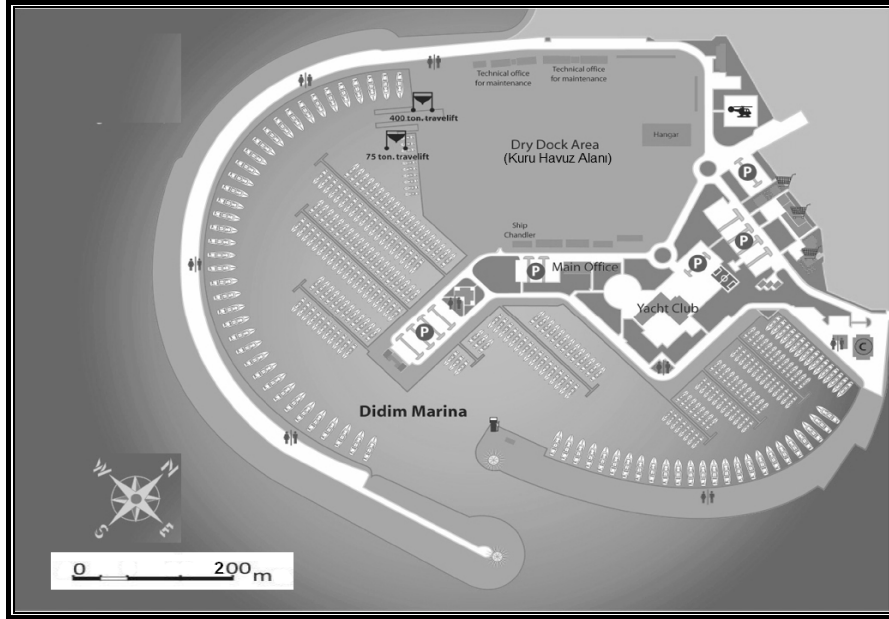 Technical office
for maintenance
Technical office
for maintenance
400 ton. travelift
75 ton. travelift
Dry Dock Area
(Kuru Havuz Alanı)
Hangar
P
Ship
Chandler
P
Main Office
P
P
Yacht Club
P
C
Didim Marina
W
N
S
E
0
200 m